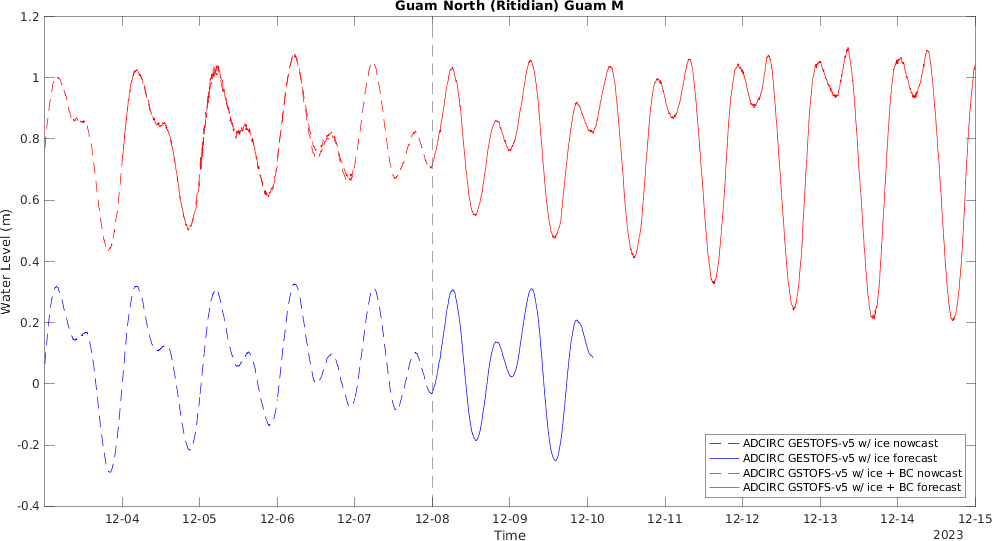 Guam North (Ritidian) Guam M
1.2
1
0.8
0.6
0.4
0.2
0
-0.2
-0.4
Water Level (m)
ADCIRC GESTOFS-v5 w/ ice nowcast
ADCIRC GESTOFS-v5 w/ ice forecast
ADCIRC GSTOFS-v5 w/ ice + BC nowcast
ADCIRC GSTOFS-v5 w/ ice + BC forecast
12-04 12-05 12-06 12-07 12-08 12-09 12-10 12-11 12-12 12-13 12-14 12-15
Time
2023